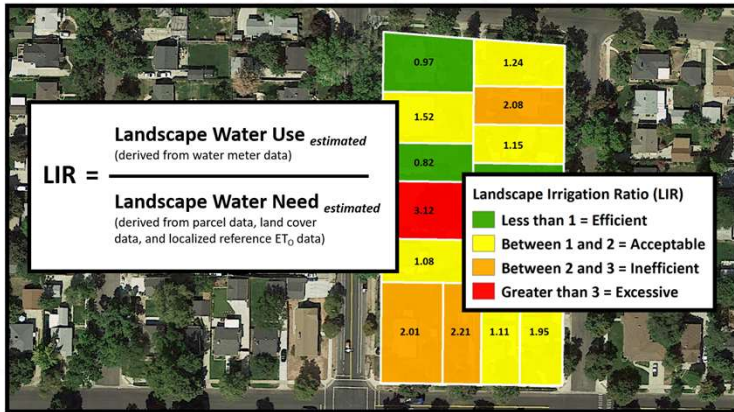 0.97
1.24
2.08
1.52
1.15
0.82
3.12
1.08
2.01
2.21
1.11
1.95
LIR =
Landscape Water Use estimated
(derived from water meter data)
Landscape Water Need estimated
(derived from parcel data, land cover
data, and localized reference ETO data)
Landscape Irrigation Ratio (LIR)
Less than 1 = Efficient
Between 1 and 2 = Acceptable
Between 2 and 3 = Inefficient
Greater than 3 = Excessive